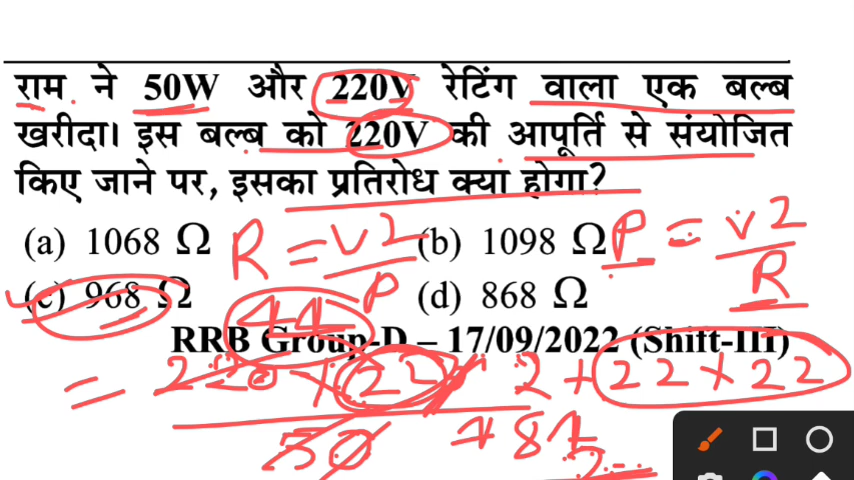 राम ने 50W और 220V रेटिंग वाला एक बल्ब
खरीदा। इस बल्ब को 220V की आपूर्ति से संयोजित
किए जाने पर, इसका प्रतिरोध क्या होगा?
(a) 1068 Ω (b) 1098 Ω
R = V2 / P
P = V2 / R
(c) 968 Ω (d) 868 Ω
44
RRB Group-D – 17/09/2022 (Shift-III)
= 220 × 220 / 50
2 × 22 × 22